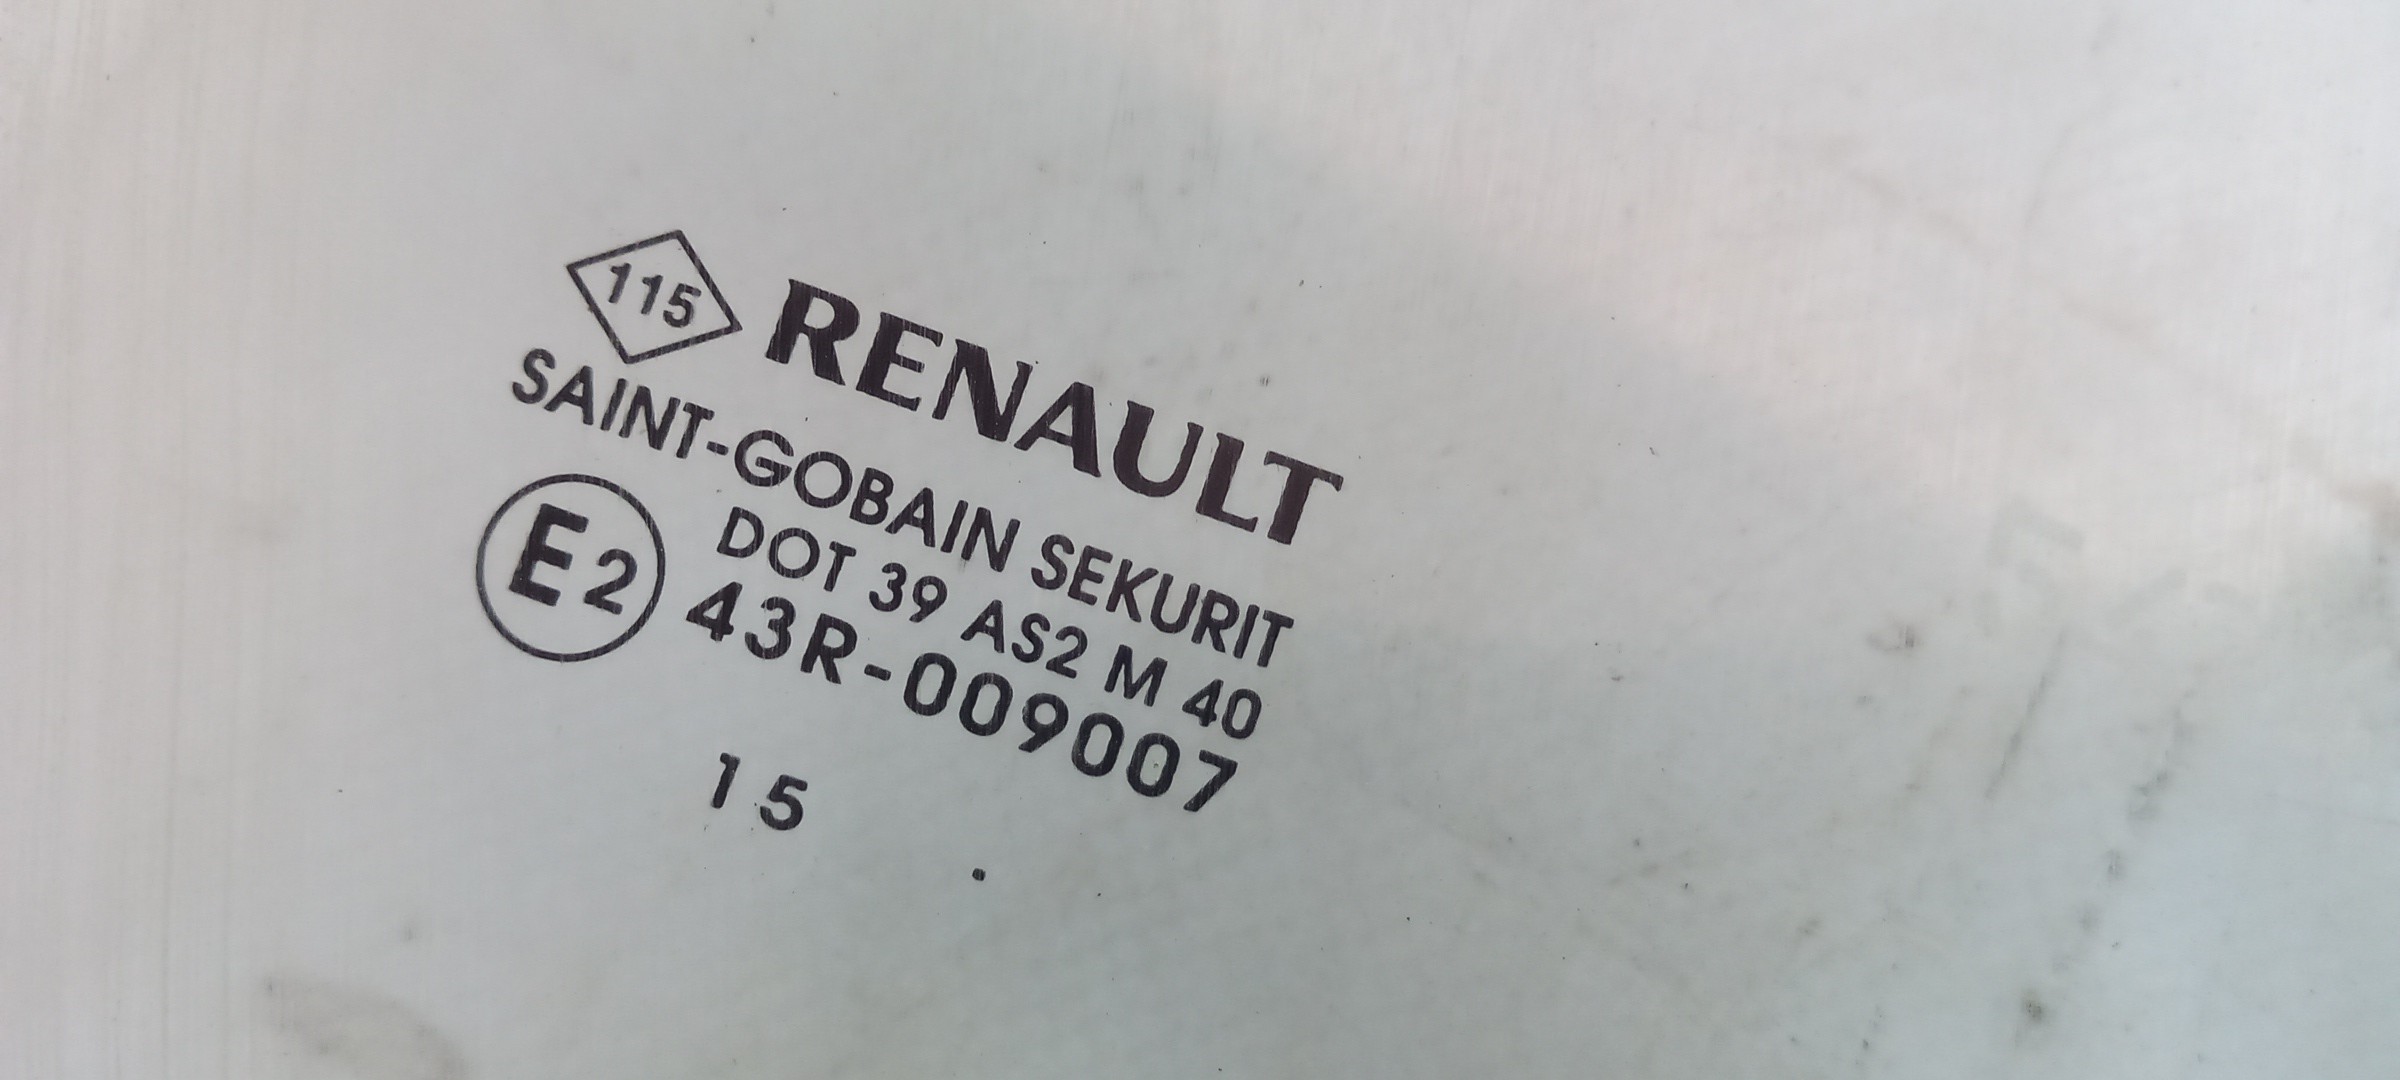 115 RENAULT
SAINT-GOBAIN SEKURIT
DOT 39 AS2 M 40
E2 43R-009007
15 .